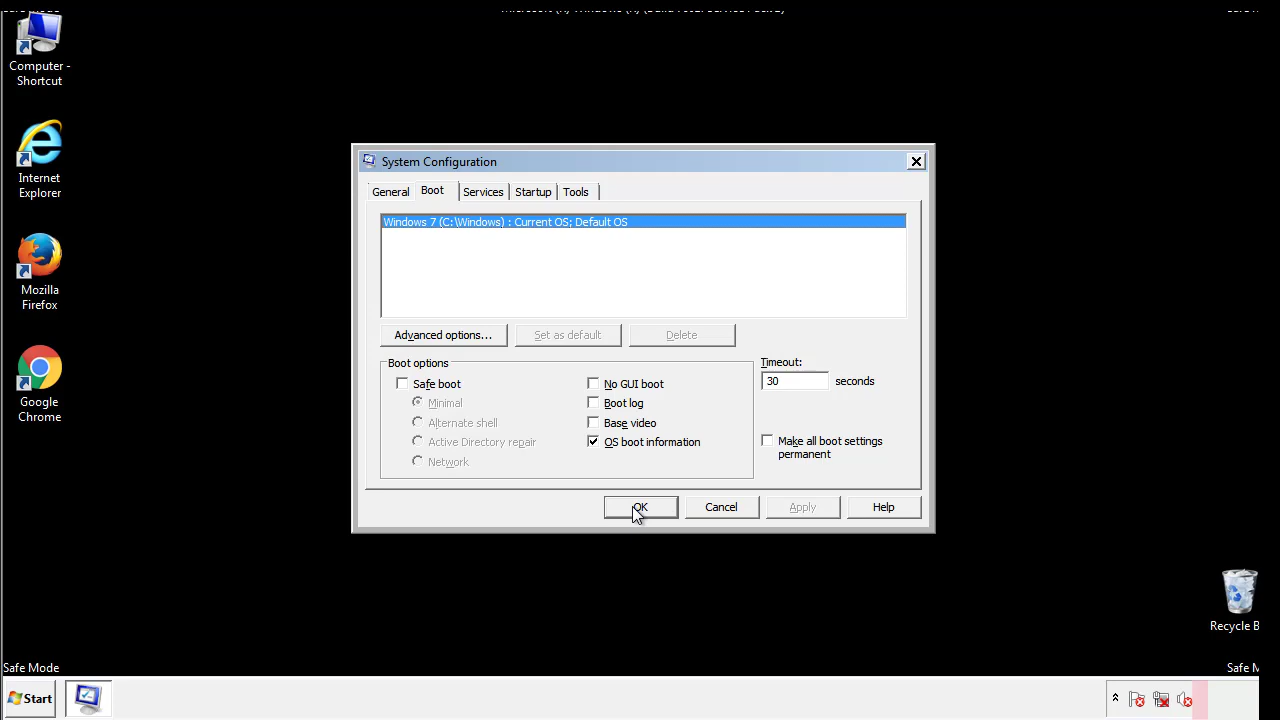 Computer -
Shortcut
Internet
Explorer
Mozilla
Firefox
Google
Chrome
System Configuration
General Boot Services Startup Tools
Windows 7 (C:\Windows) : Current OS; Default OS
Advanced options... Set as default Delete
Boot options
Safe boot
Minimal
Alternate shell
Active Directory repair
Network
No GUI boot
Boot log
Base video
OS boot information
Timeout:
30 seconds
Make all boot settings
permanent
OK Cancel Apply Help
Recycle B
Safe Mode
Safe M
Start